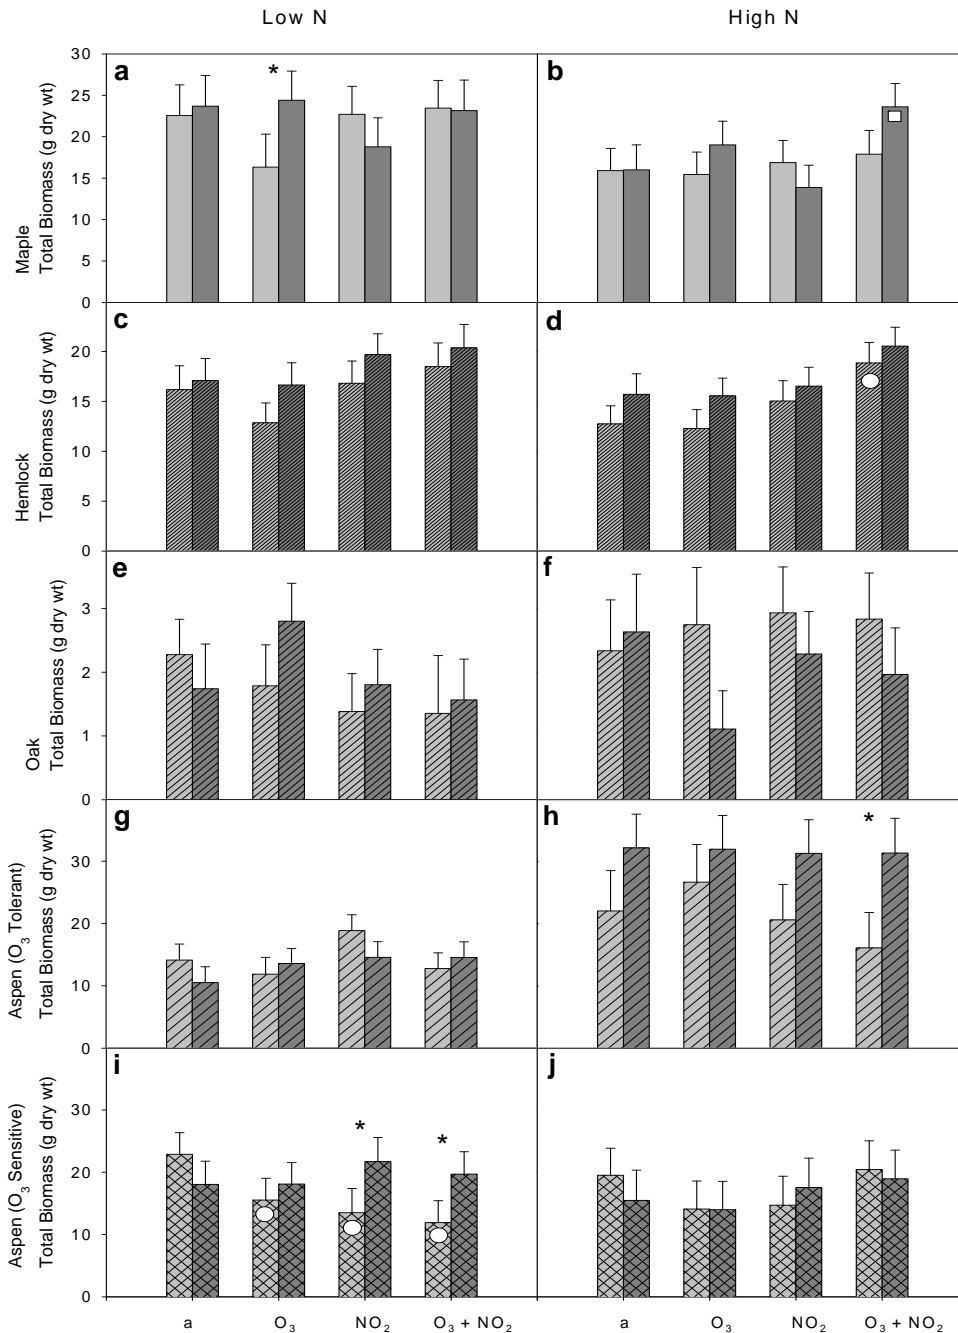 Low N High N
a b
*
30
25
20
15
10
5
0
Maple
Total Biomass (g dry wt)
c d
20
15
10
5
0
Hemlock
Total Biomass (g dry wt)
e f
3
2
1
0
Oak
Total Biomass (g dry wt)
g h
*
30
20
10
0
Aspen (O₃ Tolerant)
Total Biomass (g dry wt)
i j
* *
30
20
10
0
Aspen (O₃ Sensitive)
Total Biomass (g dry wt)
a O₃ NO₂ O₃ + NO₂ a O₃ NO₂ O₃ + NO₂